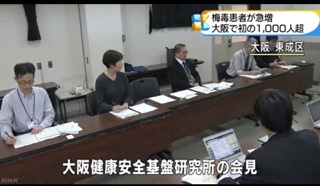 梅毒患者が急増
大阪で初の1,000人超
大阪 東成区
大阪健康安全基盤研究所の会見
NHK